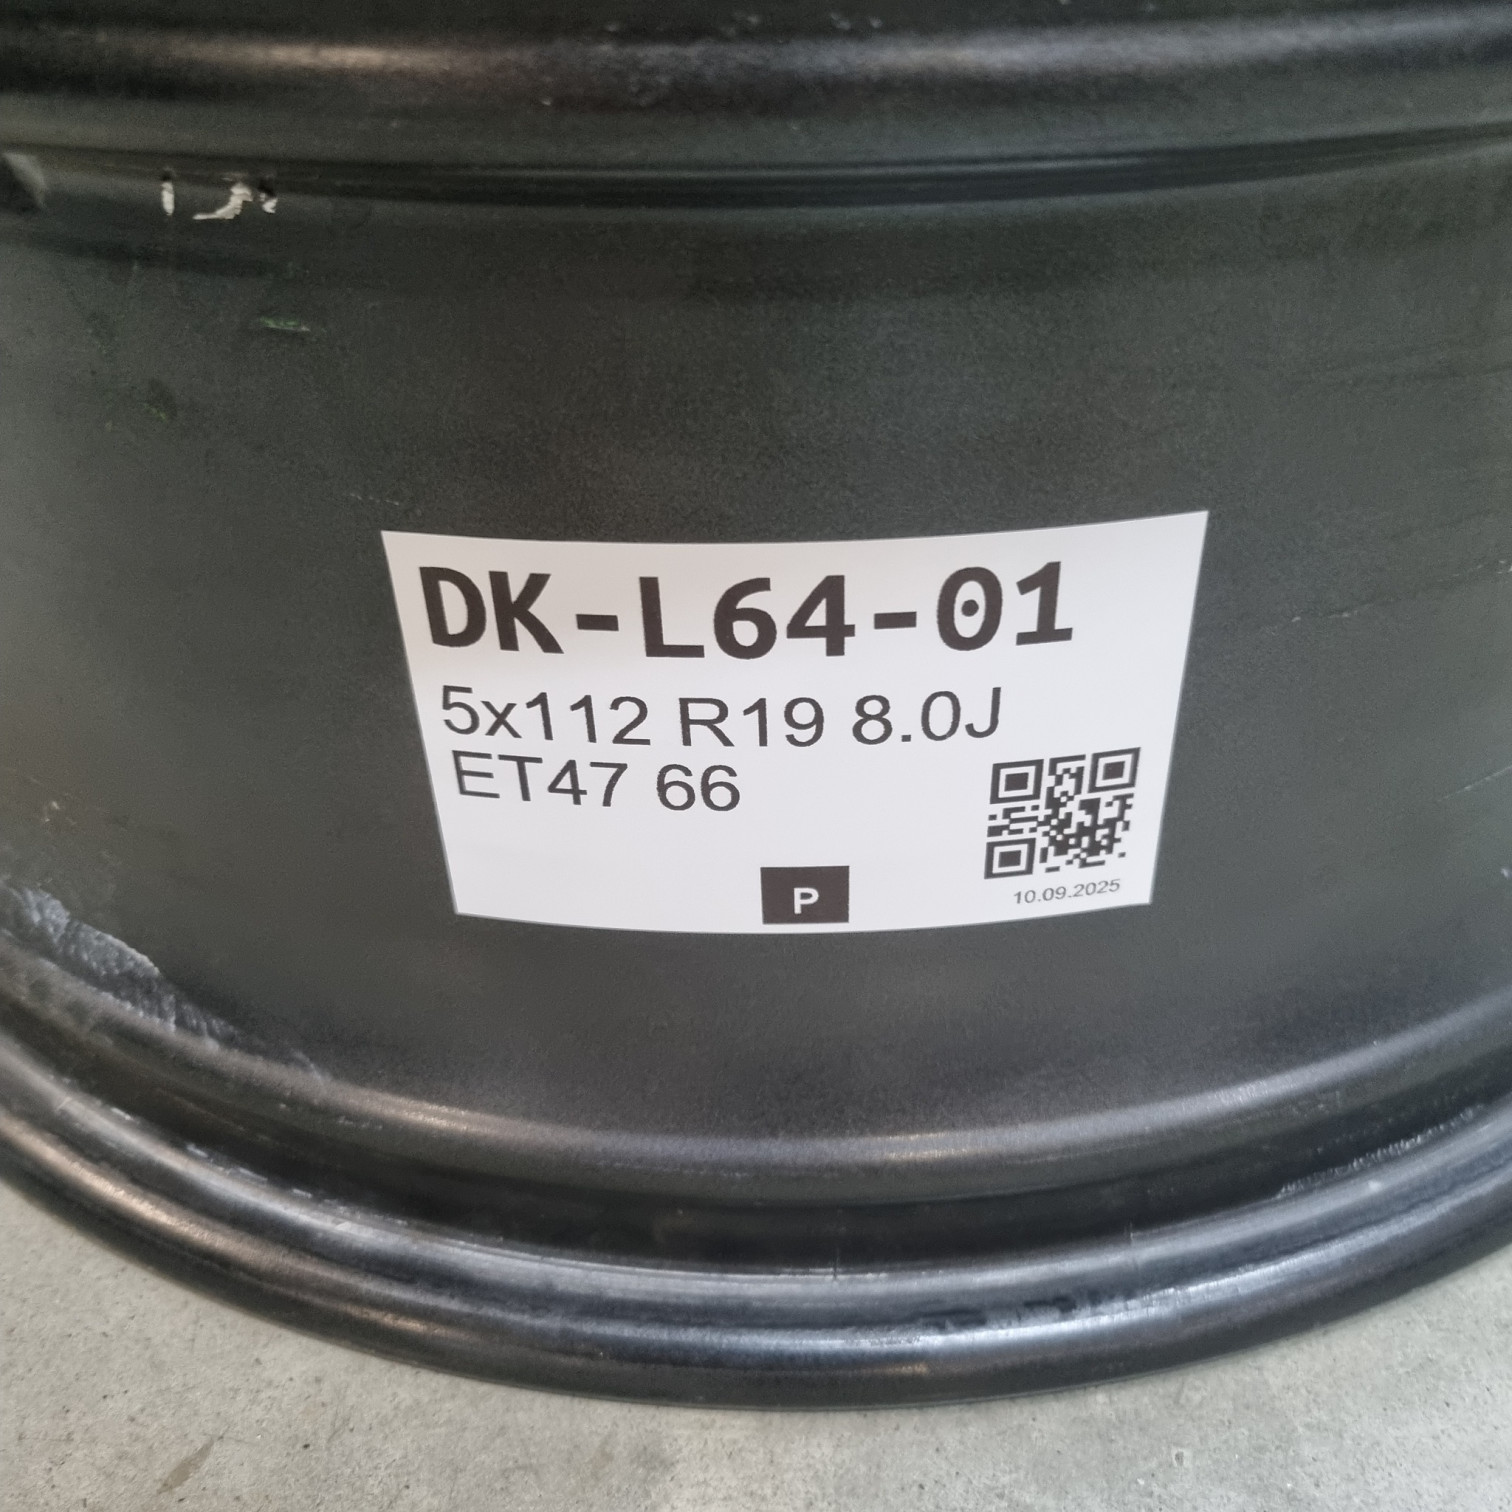 DK-L64-01
5x112 R19 8.0J
ET47 66
P
10.09.2025